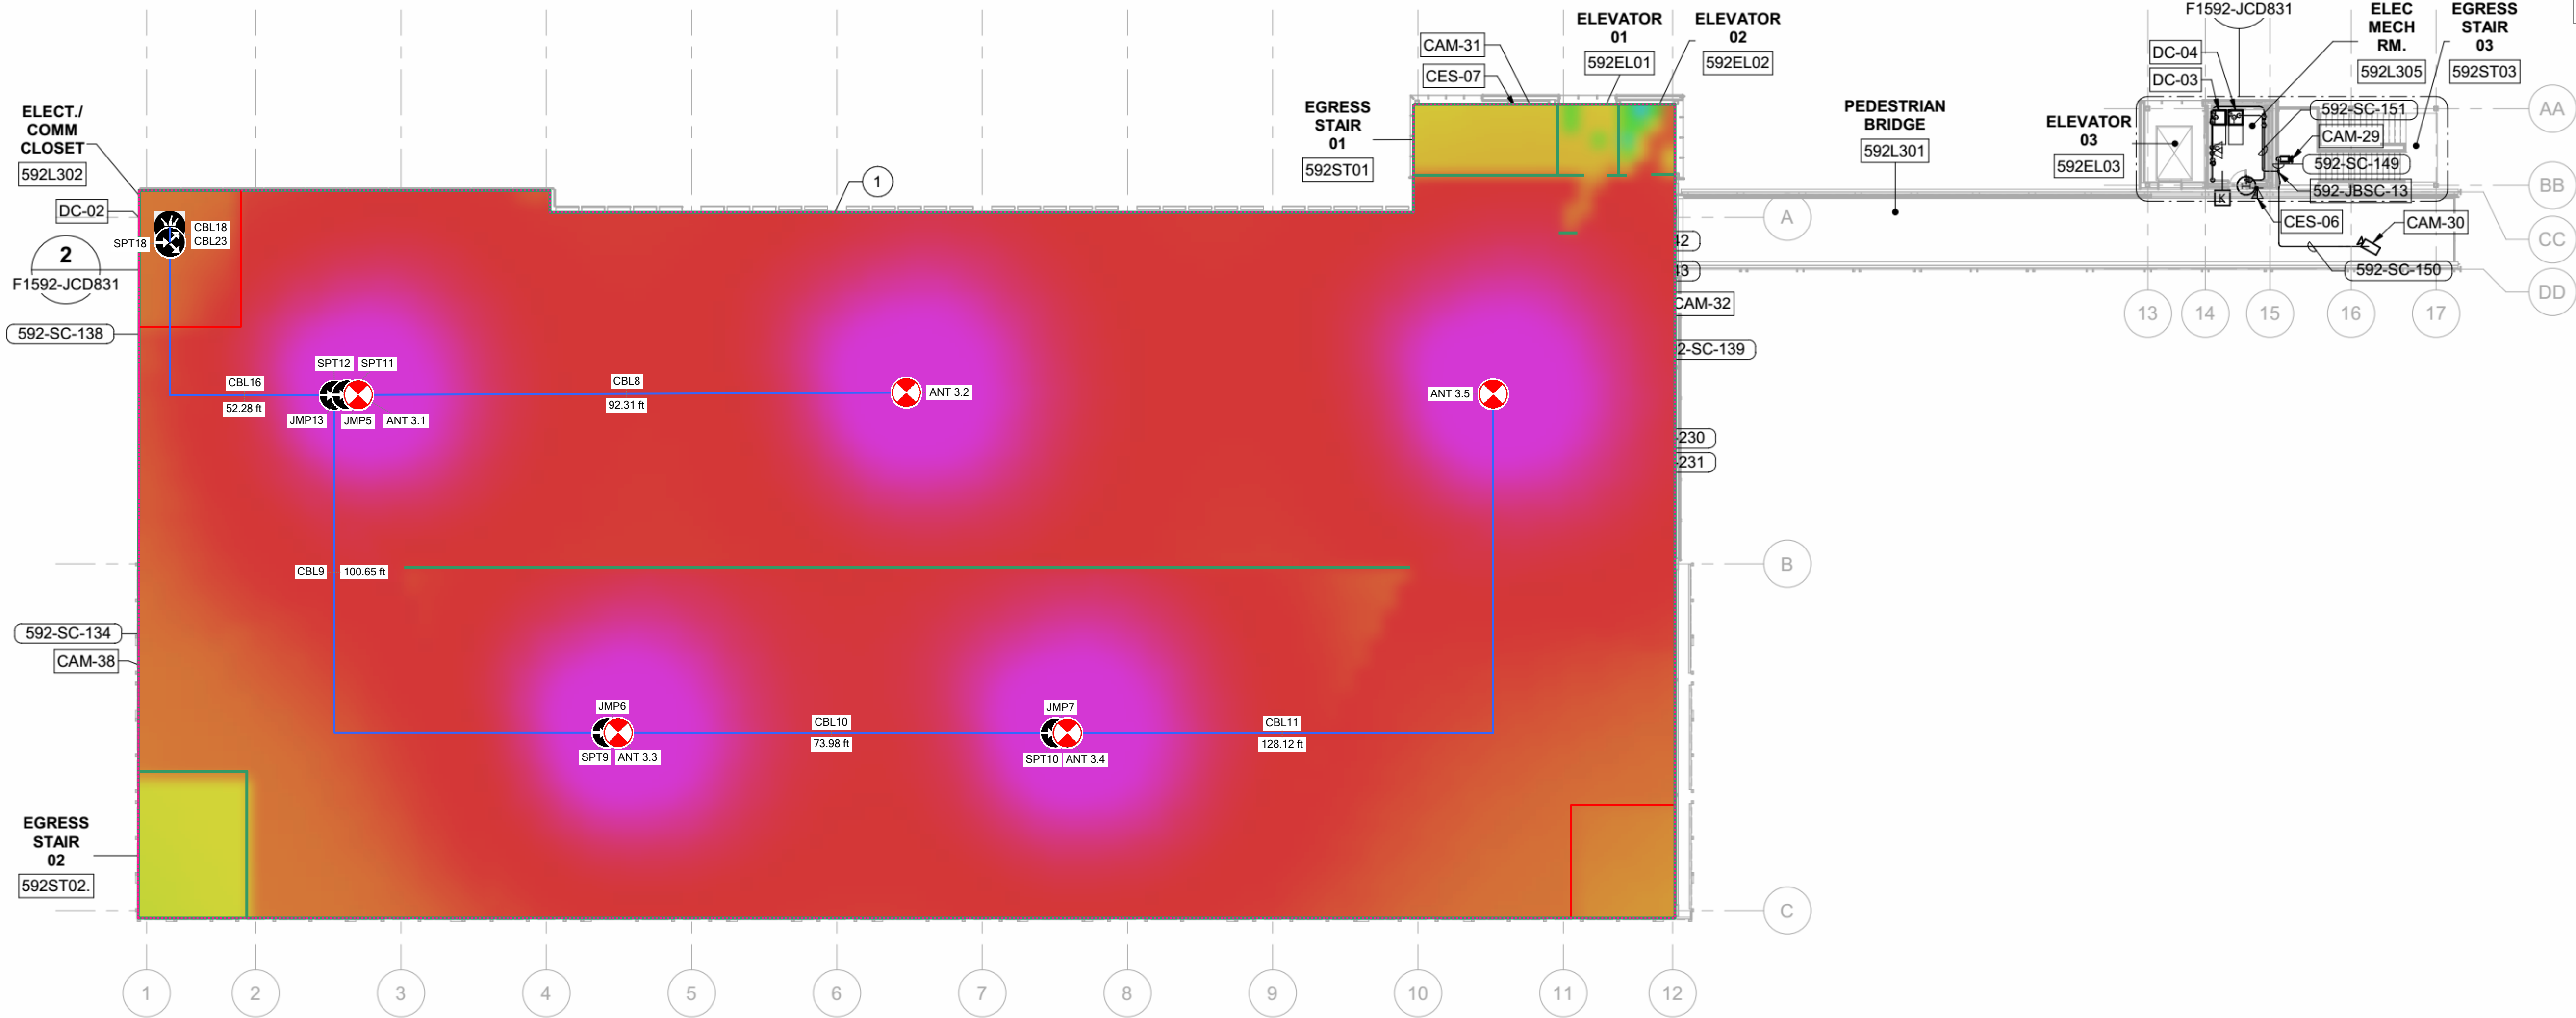 F1592-JCD831
ELEVATOR
01
592EL01
ELEVATOR
02
592EL02
ELEC
MECH
RM.
592L305
EGRESS
STAIR
03
592ST03
CAM-31
CES-07
DC-04
DC-03
EGRESS
STAIR
01
592ST01
PEDESTRIAN
BRIDGE
592L301
ELEVATOR
03
592EL03
592-SC-151
CAM-29
592-SC-149
592-JBSC-13
K
CES-06
CAM-30
592-SC-150
AA
BB
CC
DD
13
14
15
16
17
ELECT./
COMM
CLOSET
592L302
DC-02
2
F1592-JCD831
592-SC-138
SPT18
CBL18
CBL23
1
A
42
43
CAM-32
2-SC-139
-230
-231
SPT12
SPT11
CBL16
52.28 ft
JMP13
JMP5
ANT 3.1
CBL8
92.31 ft
ANT 3.2
ANT 3.5
CBL9
100.65 ft
B
592-SC-134
CAM-38
JMP6
SPT9
ANT 3.3
CBL10
73.98 ft
JMP7
SPT10
ANT 3.4
CBL11
128.12 ft
EGRESS
STAIR
02
592ST02.
C
1
2
3
4
5
6
7
8
9
10
11
12